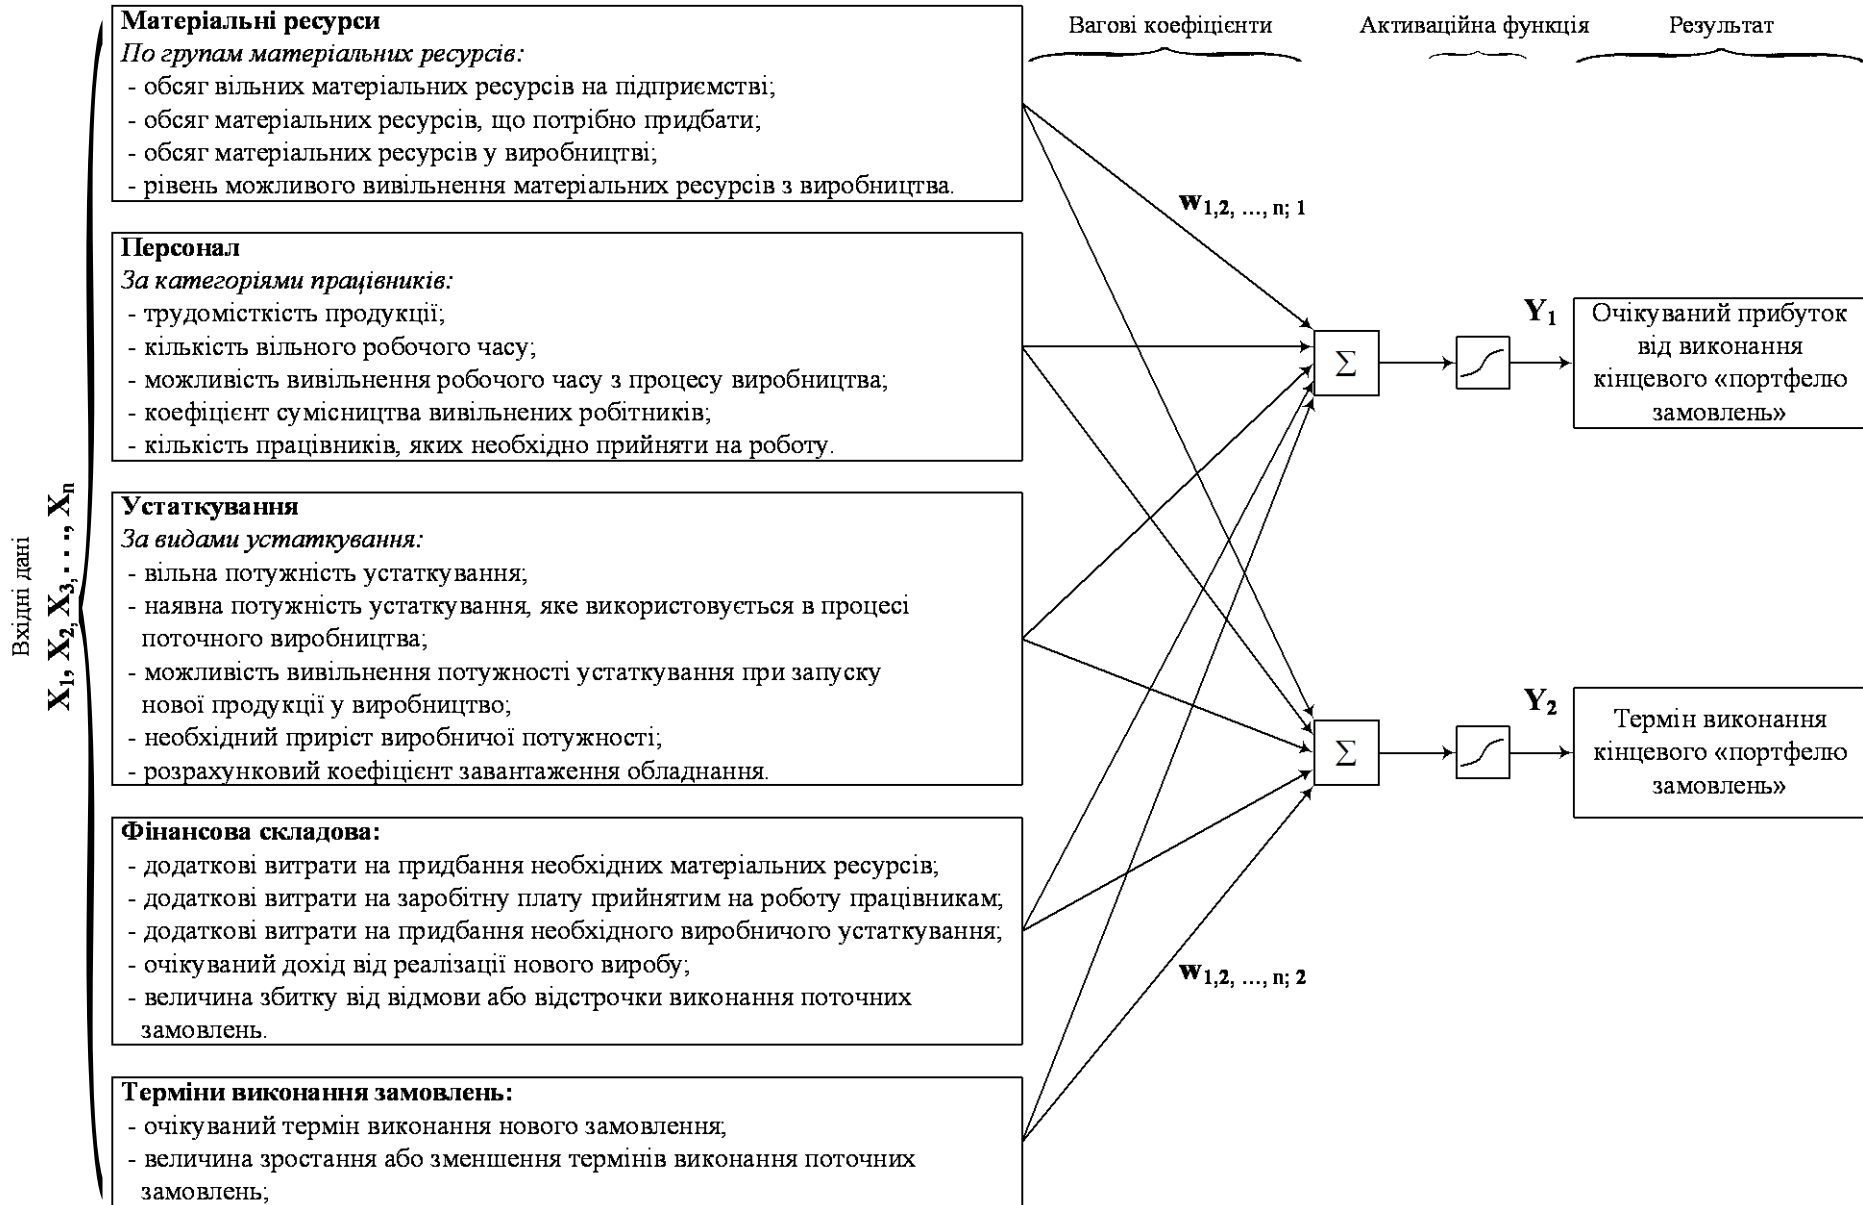 Вхідні дані
X1, X2, X3, . . ., Xn
Матеріальні ресурси
По групам матеріальних ресурсів:
- обсяг вільних матеріальних ресурсів на підприємстві;
- обсяг матеріальних ресурсів, що потрібно придбати;
- обсяг матеріальних ресурсів у виробництві;
- рівень можливого вивільнення матеріальних ресурсів з виробництва.
Персонал
За категоріями працівників:
- трудомісткість продукції;
- кількість вільного робочого часу;
- можливість вивільнення робочого часу з процесу виробництва;
- коефіцієнт сумісництва вивільнених робітників;
- кількість працівників, яких необхідно прийняти на роботу.
Устаткування
За видами устаткування:
- вільна потужність устаткування;
- наявна потужність устаткування, яке використовується в процесі
поточного виробництва;
- можливість вивільнення потужності устаткування при запуску
нової продукції у виробництво;
- необхідний приріст виробничої потужності;
- розрахунковий коефіцієнт завантаження обладнання.
Фінансова складова:
- додаткові витрати на придбання необхідних матеріальних ресурсів;
- додаткові витрати на заробітну плату прийнятим на роботу працівникам;
- додаткові витрати на придбання необхідного виробничого устаткування;
- очікуваний дохід від реалізації нового виробу;
- величина збитку від відмови або відстрочки виконання поточних
замовлень.
Терміни виконання замовлень:
- очікуваний термін виконання нового замовлення;
- величина зростання або зменшення термінів виконання поточних
замовлень;
Вагові коефіцієнти
w1,2, ..., n; 1
w1,2, ..., n; 2
Σ
Σ
Активаційна функція
Результат
Y1
Очікуваний прибуток
від виконання
кінцевого «портфелю
замовлень»
Y2
Термін виконання
кінцевого «портфелю
замовлень»